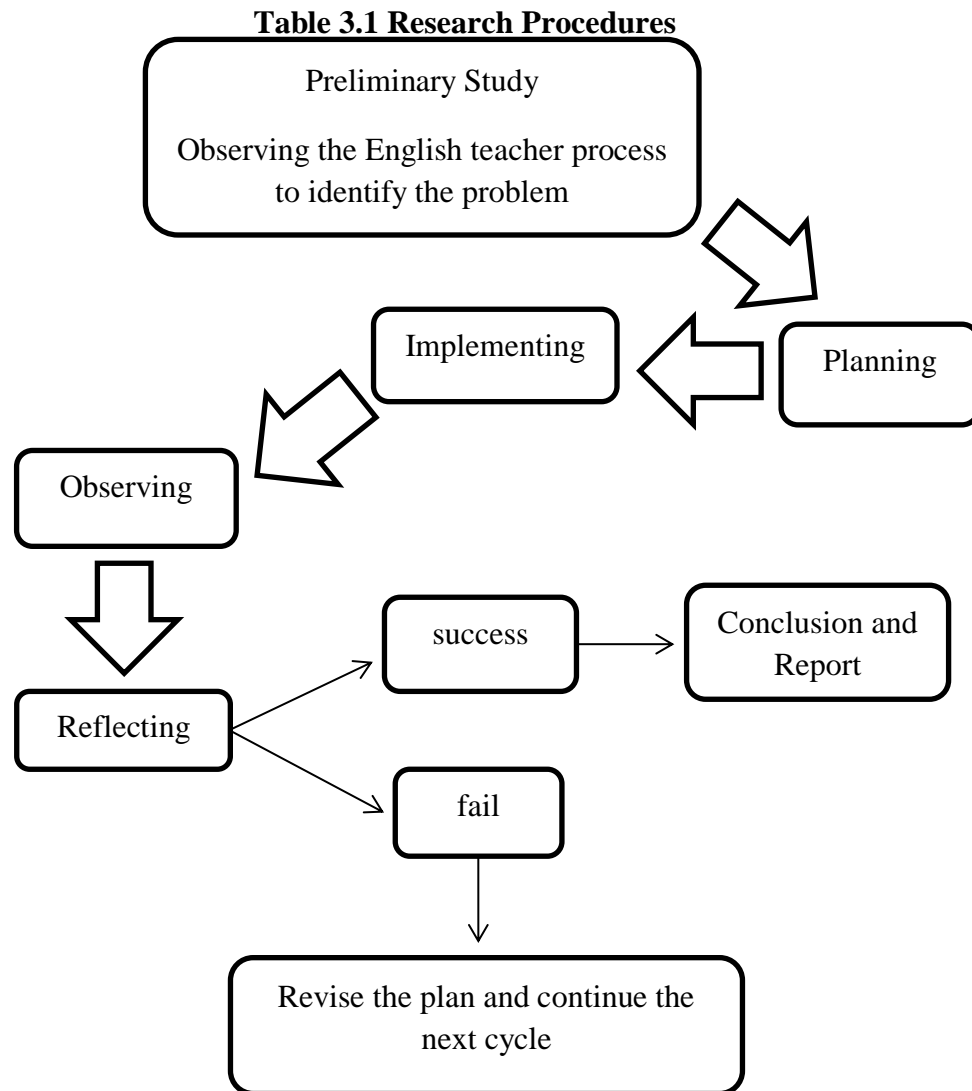 Table 3.1 Research Procedures
Preliminary Study
Observing the English teacher process
to identify the problem
Implementing
Planning
Observing
success
Conclusion and
Report
Reflecting
fail
Revise the plan and continue the
next cycle